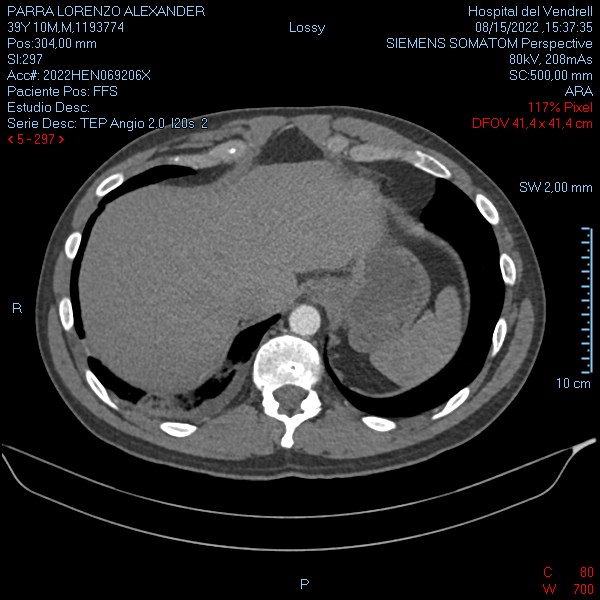 PARRA LORENZO ALEXANDER
39Y 10M,M,1193774
Pos:304,00 mm
SI:297
Acc#: 2022HEN069206X
Paciente Pos: FFS
Estudio Desc:
Serie Desc: TEP Angio 2.0 I20s 2
< 5 - 297 >
Lossy
Hospital del Vendrell
08/15/2022 ,15:37:35
SIEMENS SOMATOM Perspective
80kV, 208mAs
SC:500,00 mm
ARA
117% Pixel
DFOV 41,4 x 41,4 cm
SW 2,00 mm
R
10 cm
P
C 80
W 700